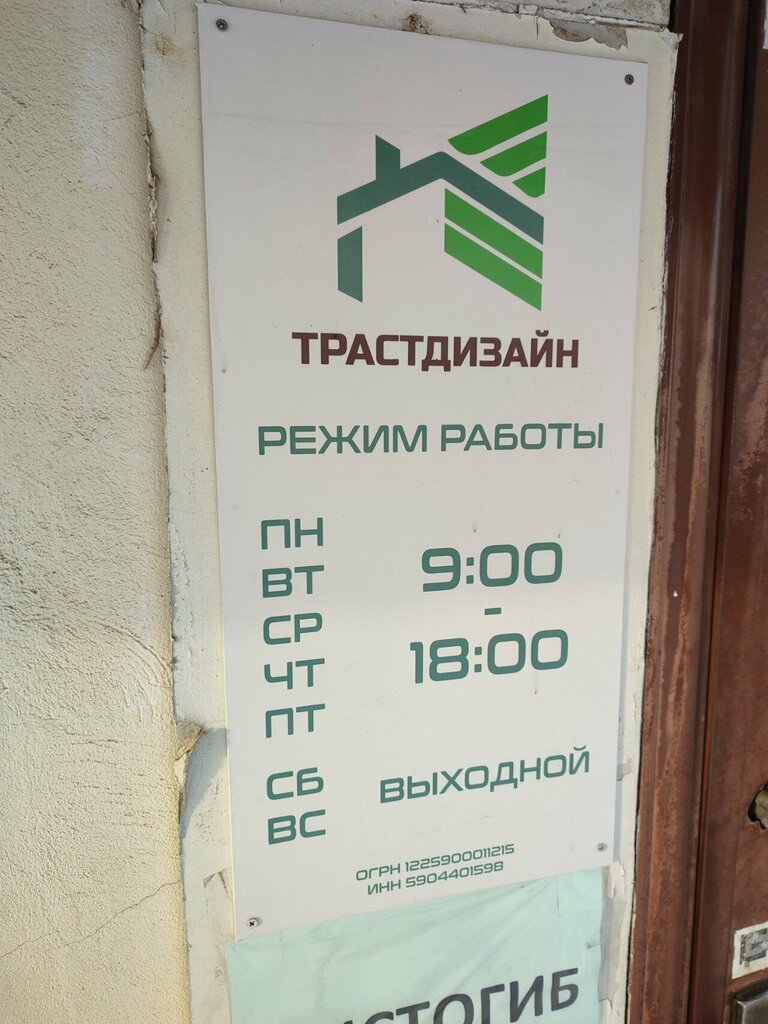 ТРАСТДИЗАЙН
РЕЖИМ РАБОТЫ
ПН
ВТ
СР
ЧТ
ПТ
9:00
-
18:00
СБ
ВС
ВЫХОДНОЙ
ОГРН 1225900011215
ИНН 5904401598